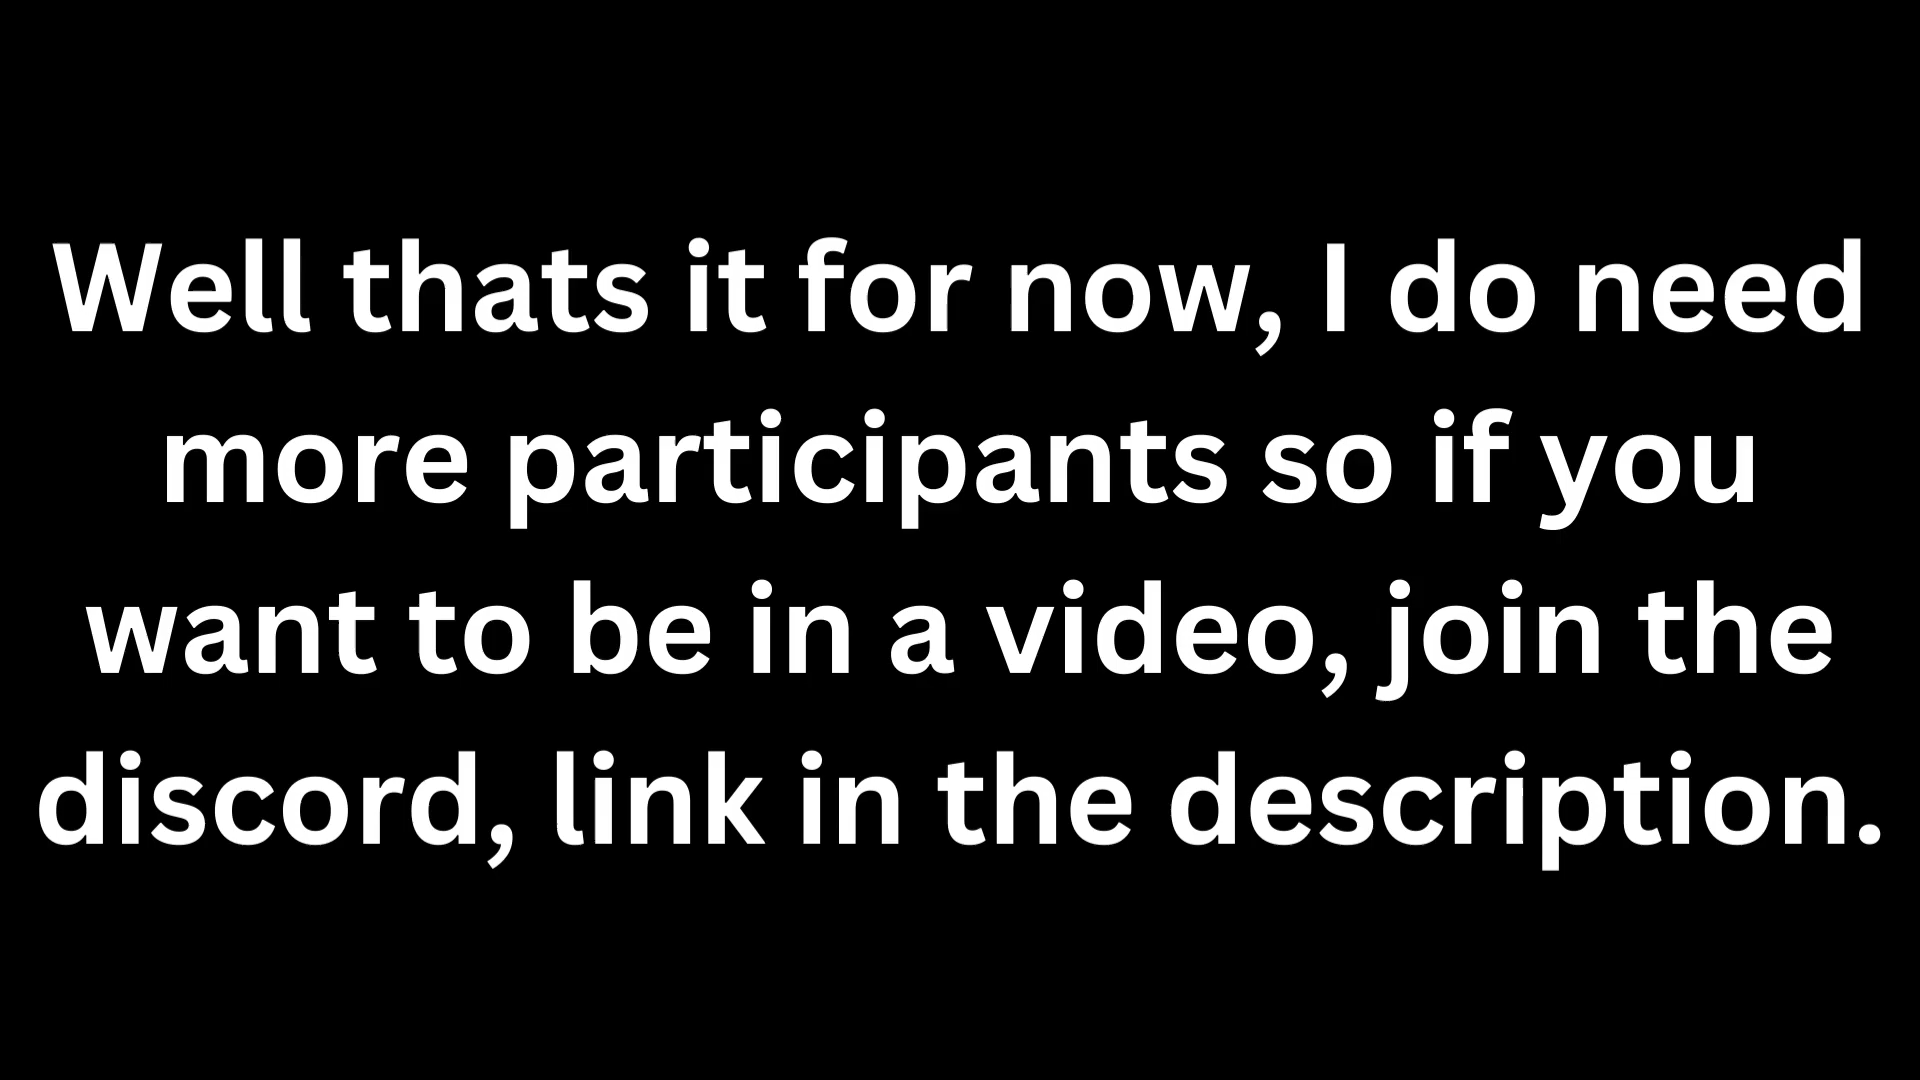 Well thats it for now, I do need
more participants so if you
want to be in a video, join the
discord, link in the description.